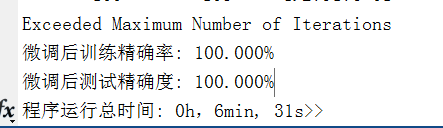 Exceeded Maximum Number of Iterations
微调后训练精确率: 100.000%
微调后测试精确度: 100.000%
fx 程序运行总时间: 0h, 6min, 31s>>